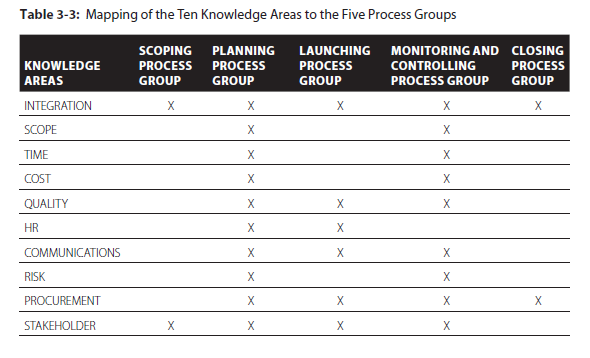 Table 3-3: Mapping of the Ten Knowledge Areas to the Five Process Groups
KNOWLEDGE AREAS SCOPING PROCESS GROUP PLANNING PROCESS GROUP LAUNCHING PROCESS GROUP MONITORING AND CONTROLLING PROCESS GROUP CLOSING PROCESS GROUP
INTEGRATION X X X X X
SCOPE X X
TIME X X
COST X X
QUALITY X X X
HR X X
COMMUNICATIONS X X X
RISK X X
PROCUREMENT X X X X
STAKEHOLDER X X X X